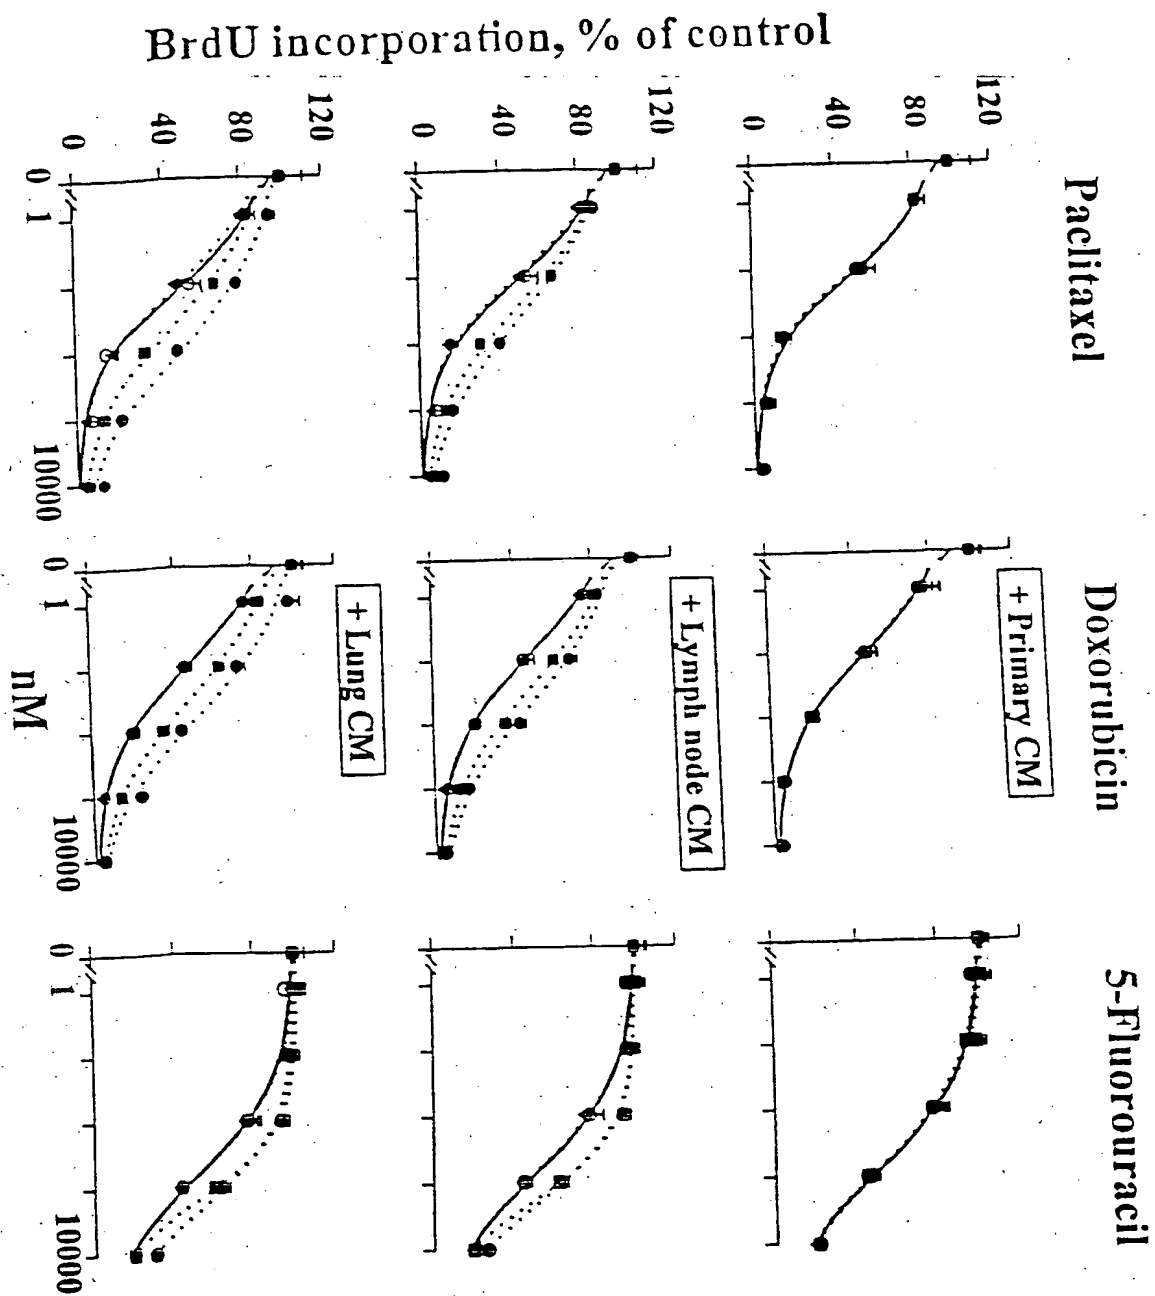 Paclitaxel
Doxorubicin
5-Fluorouracil
BrdU incorporation, % of control
120
80
40
0
+ Primary CM
120
80
40
0
+ Lymph node CM
120
80
40
0
+ Lung CM
0 1 10000
0 1 10000
0 1 10000
nM